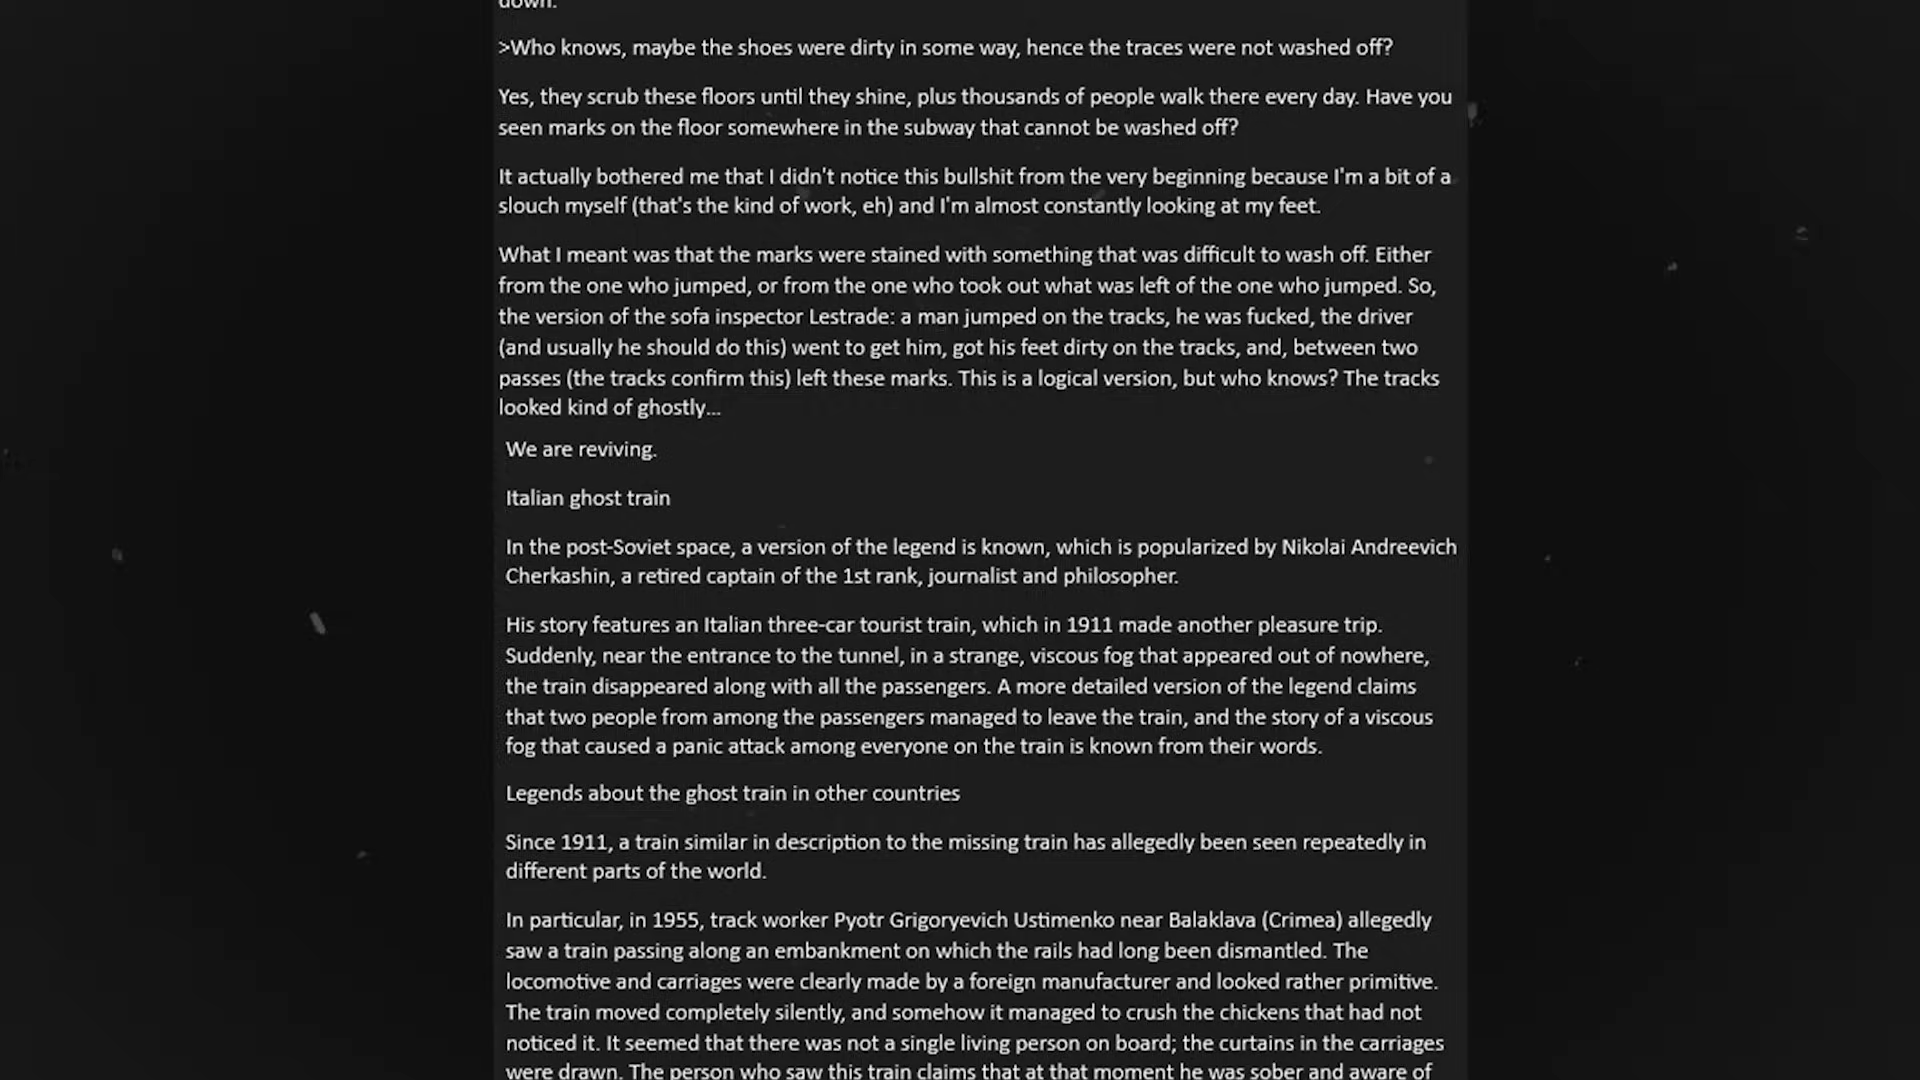 down.
>Who knows, maybe the shoes were dirty in some way, hence the traces were not washed off?
Yes, they scrub these floors until they shine, plus thousands of people walk there every day. Have you
seen marks on the floor somewhere in the subway that cannot be washed off?
It actually bothered me that I didn't notice this bullshit from the very beginning because I'm a bit of a
slouch myself (that's the kind of work, eh) and I'm almost constantly looking at my feet.
What I meant was that the marks were stained with something that was difficult to wash off. Either
from the one who jumped, or from the one who took out what was left of the one who jumped. So,
the version of the sofa inspector Lestrade: a man jumped on the tracks, he was fucked, the driver
(and usually he should do this) went to get him, got his feet dirty on the tracks, and, between two
passes (the tracks confirm this) left these marks. This is a logical version, but who knows? The tracks
looked kind of ghostly...
We are reviving.
Italian ghost train
In the post-Soviet space, a version of the legend is known, which is popularized by Nikolai Andreevich
Cherkashin, a retired captain of the 1st rank, journalist and philosopher.
His story features an Italian three-car tourist train, which in 1911 made another pleasure trip.
Suddenly, near the entrance to the tunnel, in a strange, viscous fog that appeared out of nowhere,
the train disappeared along with all the passengers. A more detailed version of the legend claims
that two people from among the passengers managed to leave the train, and the story of a viscous
fog that caused a panic attack among everyone on the train is known from their words.
Legends about the ghost train in other countries
Since 1911, a train similar in description to the missing train has allegedly been seen repeatedly in
different parts of the world.
In particular, in 1955, track worker Pyotr Grigoryevich Ustimenko near Balaklava (Crimea) allegedly
saw a train passing along an embankment on which the rails had long been dismantled. The
locomotive and carriages were clearly made by a foreign manufacturer and looked rather primitive.
The train moved completely silently, and somehow it managed to crush the chickens that had not
noticed it. It seemed that there was not a single living person on board; the curtains in the carriages
were drawn. The person who saw this train claims that at that moment he was sober and aware of